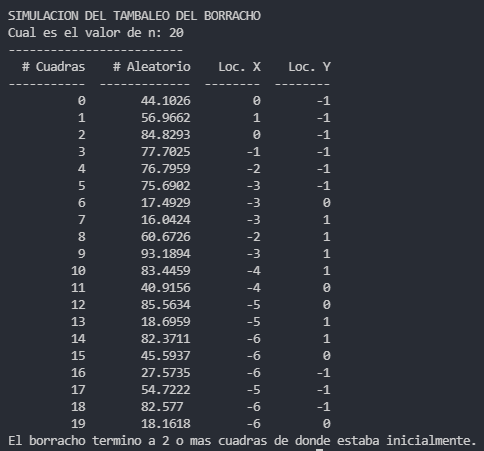 SIMULACION DEL TAMBALEO DEL BORRACHO
Cual es el valor de n: 20
-------------------------
# Cuadras # Aleatorio Loc. X Loc. Y
----------- ------------- -------- --------
0 44.1026 0 -1
1 56.9662 1 -1
2 84.8293 0 -1
3 77.7025 -1 -1
4 76.7959 -2 -1
5 75.6902 -3 -1
6 17.4929 -3 0
7 16.0424 -3 1
8 60.6726 -2 1
9 93.1894 -3 1
10 83.4459 -4 1
11 40.9156 -4 0
12 85.5634 -5 0
13 18.6959 -5 1
14 82.3711 -6 1
15 45.5937 -6 0
16 27.5735 -6 -1
17 54.7222 -5 -1
18 82.577 -6 -1
19 18.1618 -6 0
El borracho termino a 2 o mas cuadras de donde estaba inicialmente.